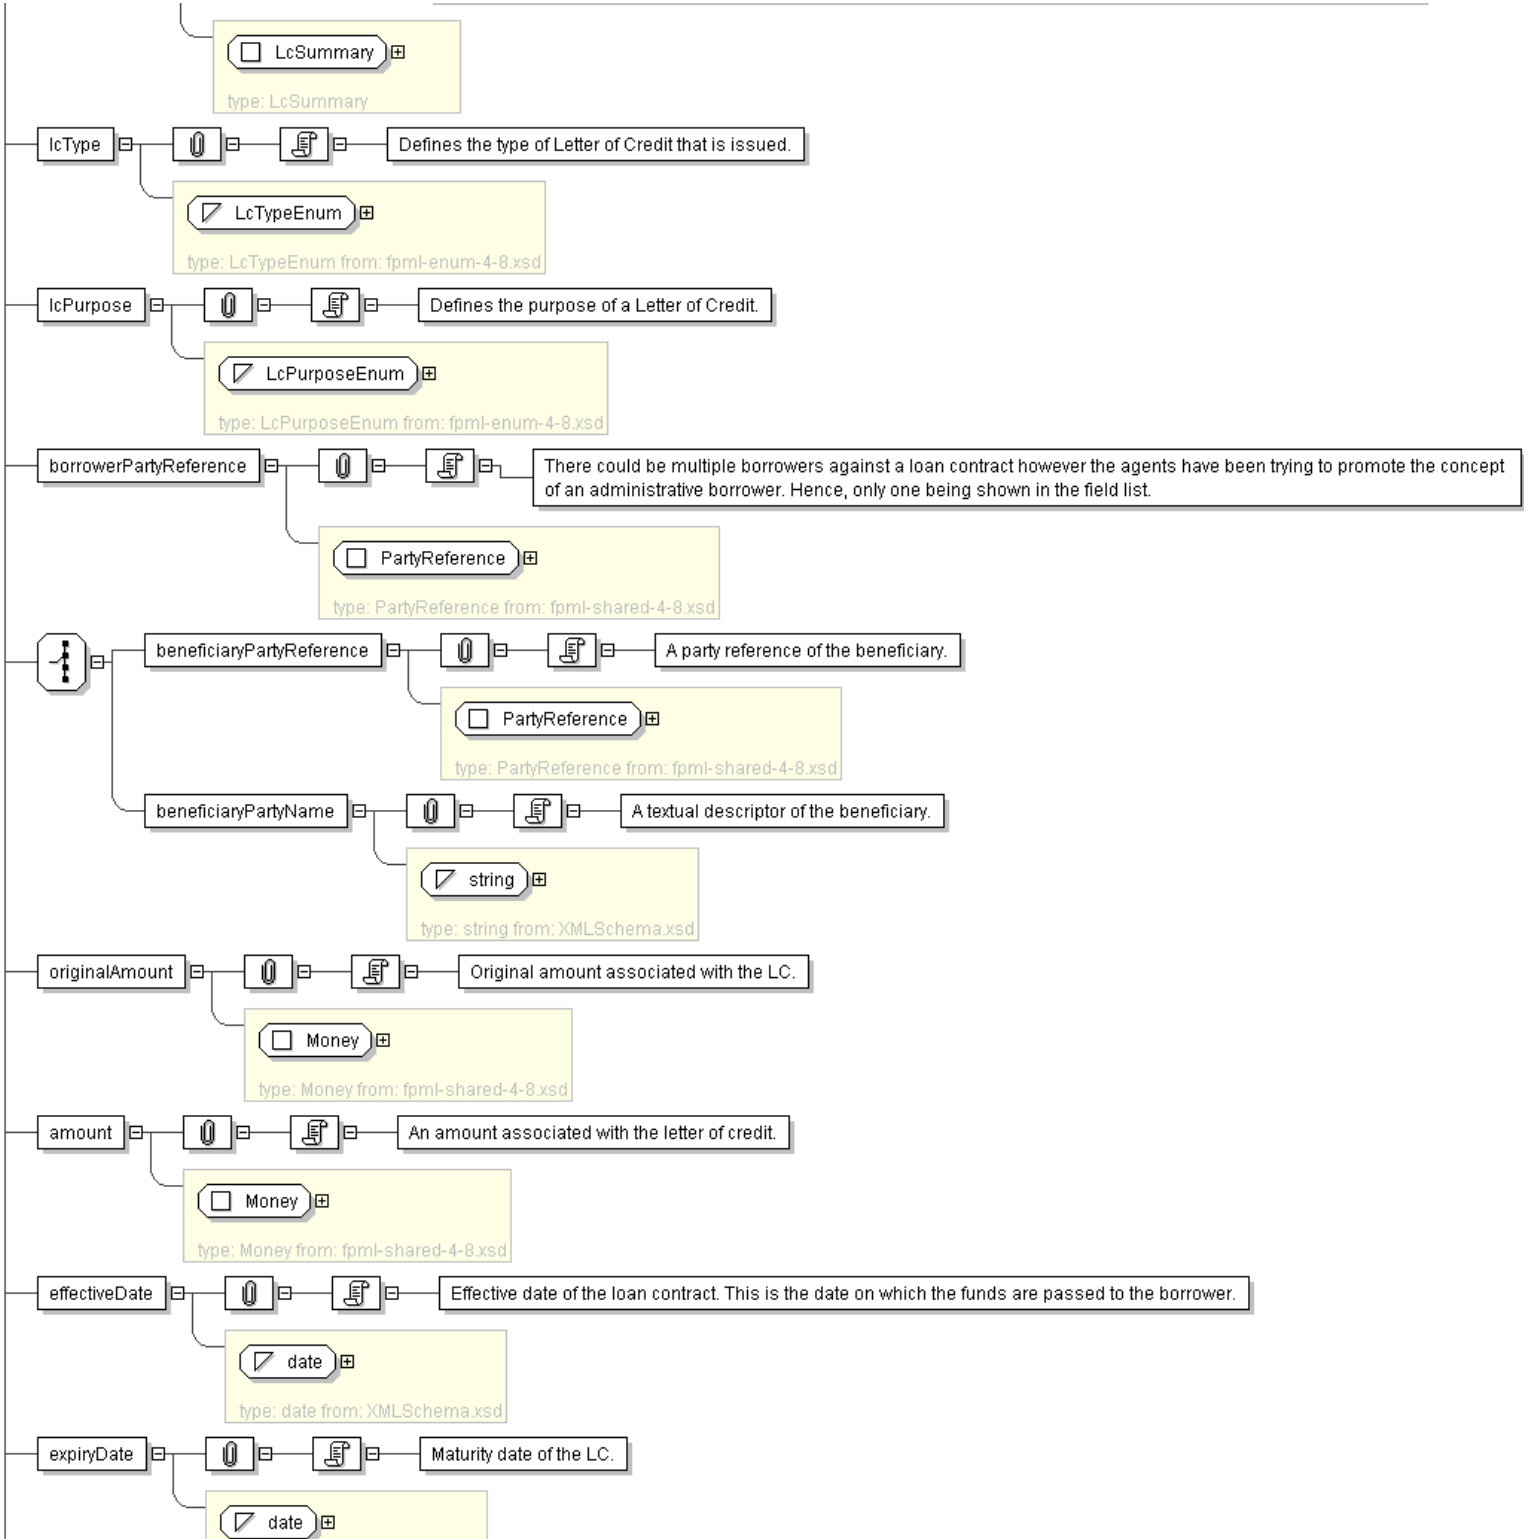 LcSummary
type: LcSummary
lcType
Defines the type of Letter of Credit that is issued.
LcTypeEnum
type: LcTypeEnum from: fpml-enum-4-8.xsd
lcPurpose
Defines the purpose of a Letter of Credit.
LcPurposeEnum
type: LcPurposeEnum from: fpml-enum-4-8.xsd
borrowerPartyReference
There could be multiple borrowers against a loan contract however the agents have been trying to promote the concept
of an administrative borrower. Hence, only one being shown in the field list.
PartyReference
type: PartyReference from: fpml-shared-4-8.xsd
beneficiaryPartyReference
A party reference of the beneficiary.
PartyReference
type: PartyReference from: fpml-shared-4-8.xsd
beneficiaryPartyName
A textual descriptor of the beneficiary.
string
type: string from: XMLSchema.xsd
originalAmount
Original amount associated with the LC.
Money
type: Money from: fpml-shared-4-8.xsd
amount
An amount associated with the letter of credit.
Money
type: Money from: fpml-shared-4-8.xsd
effectiveDate
Effective date of the loan contract. This is the date on which the funds are passed to the borrower.
date
type: date from: XMLSchema.xsd
expiryDate
Maturity date of the LC.
date